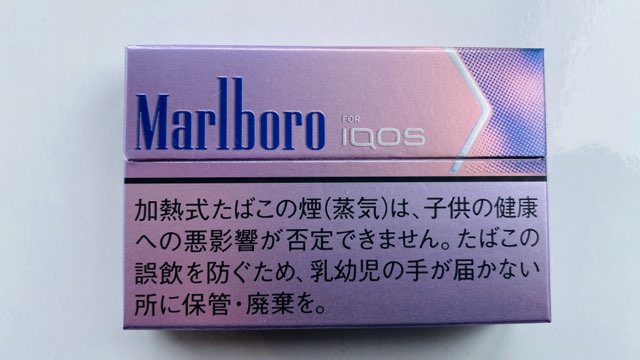 Marlboro FOR IQOS
加熱式たばこの煙(蒸気)は、子供の健康
への悪影響が否定できません。たばこの
誤飲を防ぐため、乳幼児の手が届かない
所に保管・廃棄を。